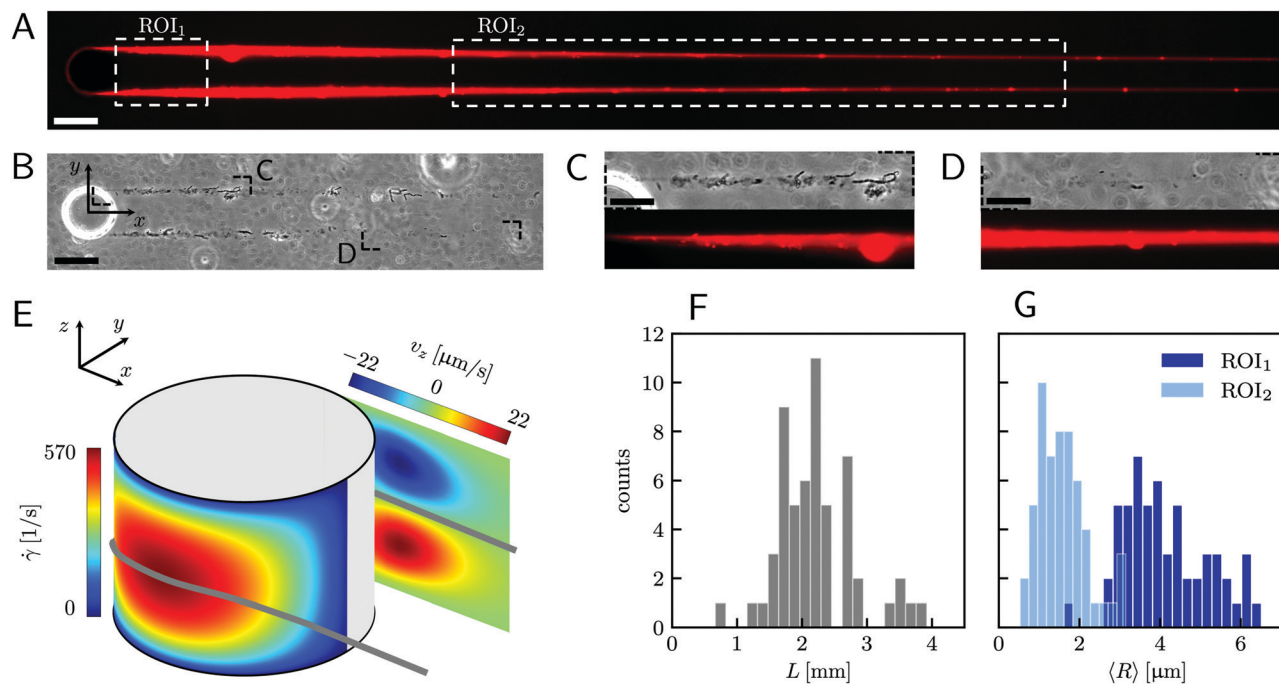 A
ROI₁
ROI₂
B
y
x
C
D
C
D
E
z
y
x
v_z [μm/s]
−22
0
22
570
γ̇ [1/s]
0
F
12
10
8
6
4
2
0
counts
0
1
2
3
4
L [mm]
G
ROI₁
ROI₂
0
2
4
6
⟨R⟩ [μm]